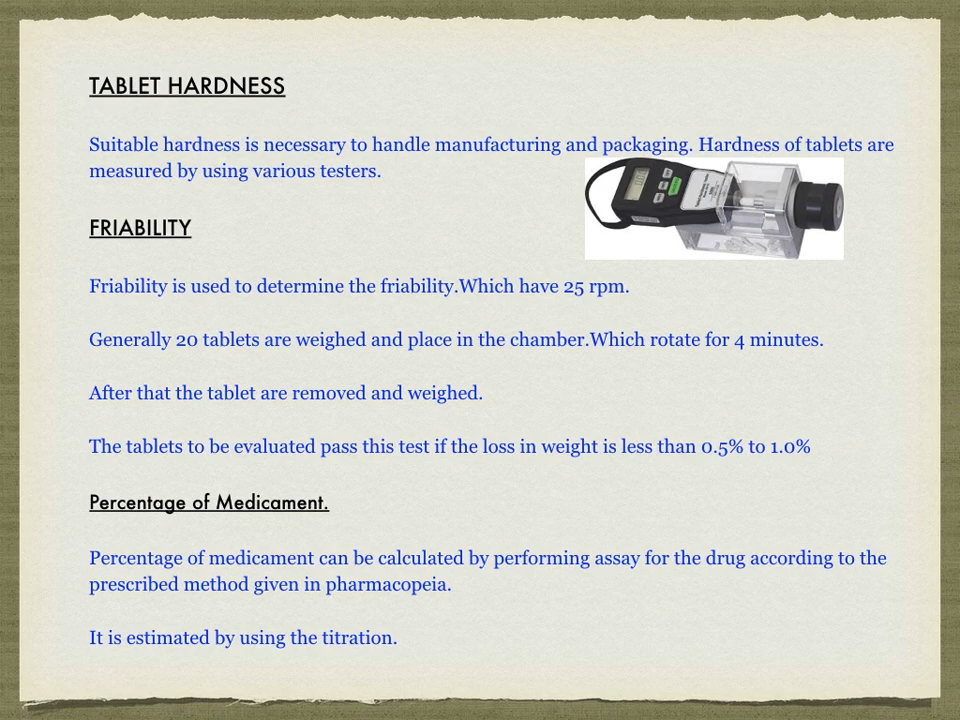 TABLET HARDNESS
Suitable hardness is necessary to handle manufacturing and packaging. Hardness of tablets are
measured by using various testers.
FRIABILITY
Friability is used to determine the friability.Which have 25 rpm.
Generally 20 tablets are weighed and place in the chamber.Which rotate for 4 minutes.
After that the tablet are removed and weighed.
The tablets to be evaluated pass this test if the loss in weight is less than 0.5% to 1.0%
Percentage of Medicament.
Percentage of medicament can be calculated by performing assay for the drug according to the
prescribed method given in pharmacopeia.
It is estimated by using the titration.